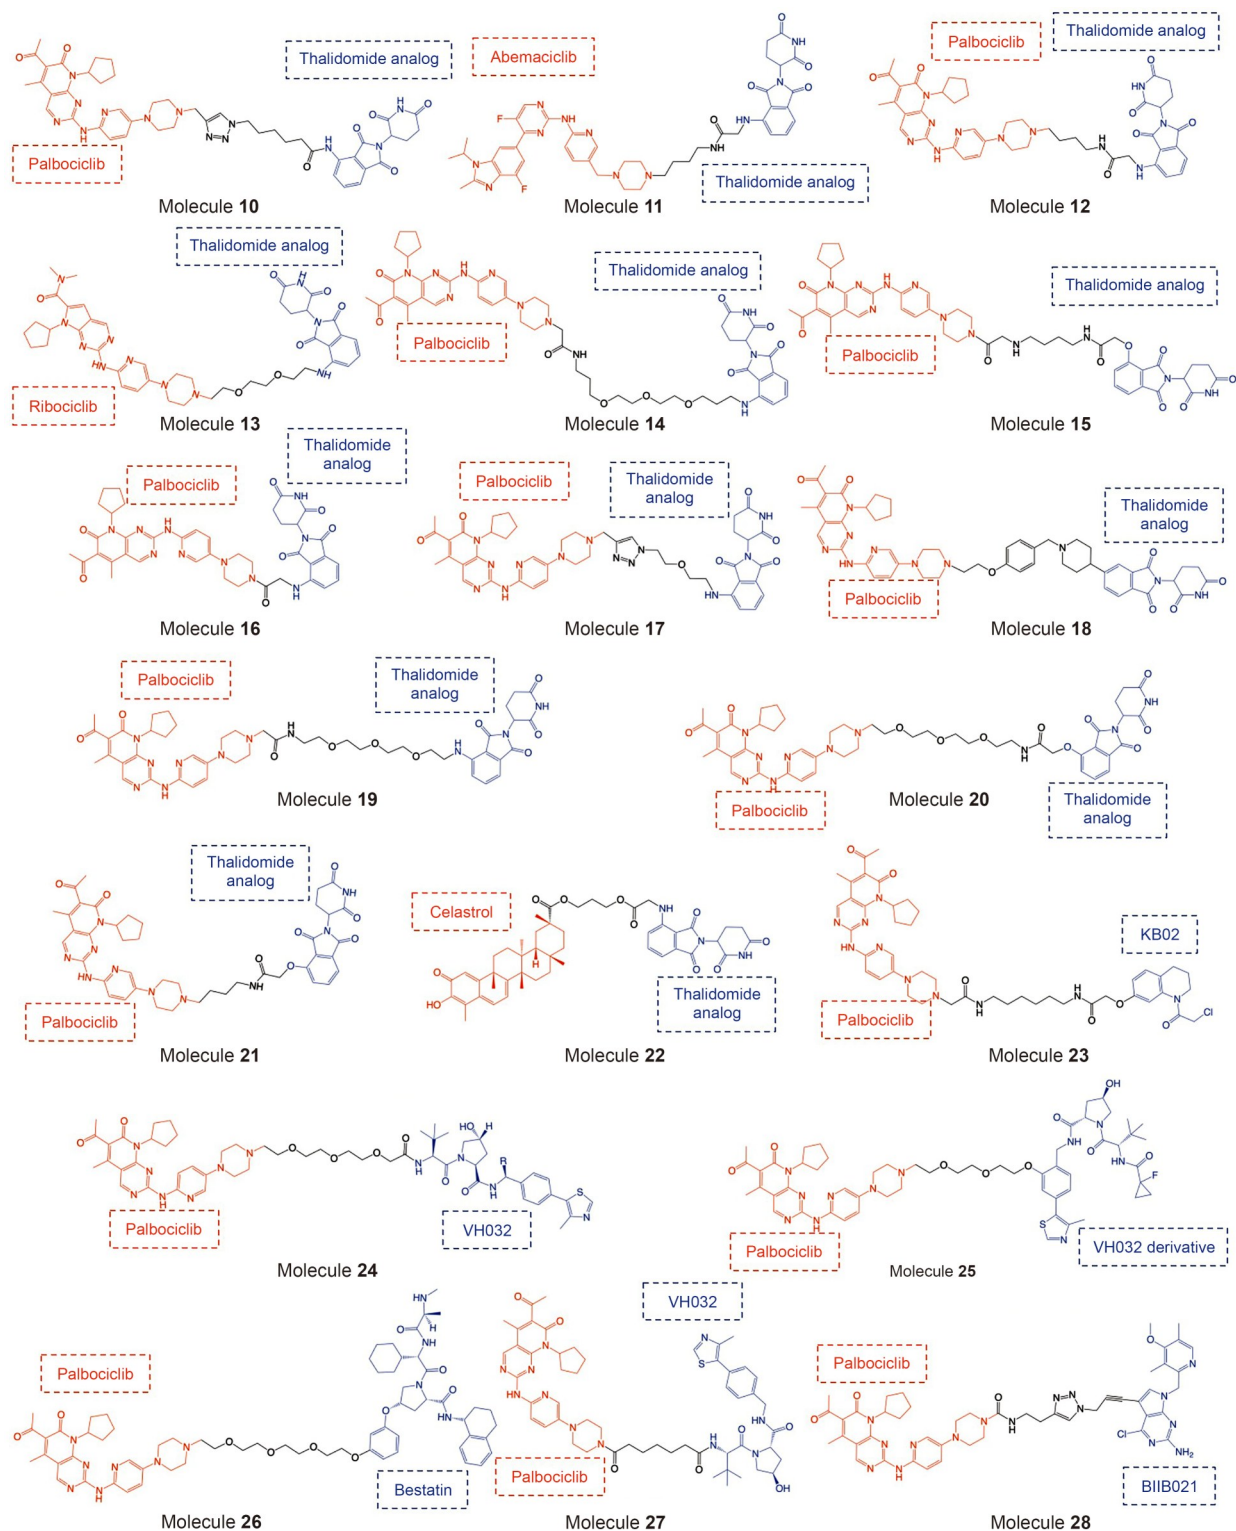 Thalidomide analog
Palbociclib
Molecule 10
Abemaciclib
Thalidomide analog
Molecule 11
Palbociclib
Thalidomide analog
Molecule 12
Thalidomide analog
Ribociclib
Molecule 13
Thalidomide analog
Palbociclib
Molecule 14
Thalidomide analog
Palbociclib
Molecule 15
Thalidomide
analog
Palbociclib
Molecule 16
Palbociclib
Thalidomide
analog
Molecule 17
Thalidomide
analog
Palbociclib
Molecule 18
Palbociclib
Thalidomide
analog
Molecule 19
Palbociclib
Thalidomide
analog
Molecule 20
Thalidomide
analog
Palbociclib
Molecule 21
Celastrol
Thalidomide
analog
Molecule 22
KB02
Palbociclib
Molecule 23
Palbociclib
VH032
Molecule 24
Palbociclib
VH032 derivative
Molecule 25
Palbociclib
Bestatin
Molecule 26
VH032
Palbociclib
Molecule 27
Palbociclib
BIIB021
Molecule 28